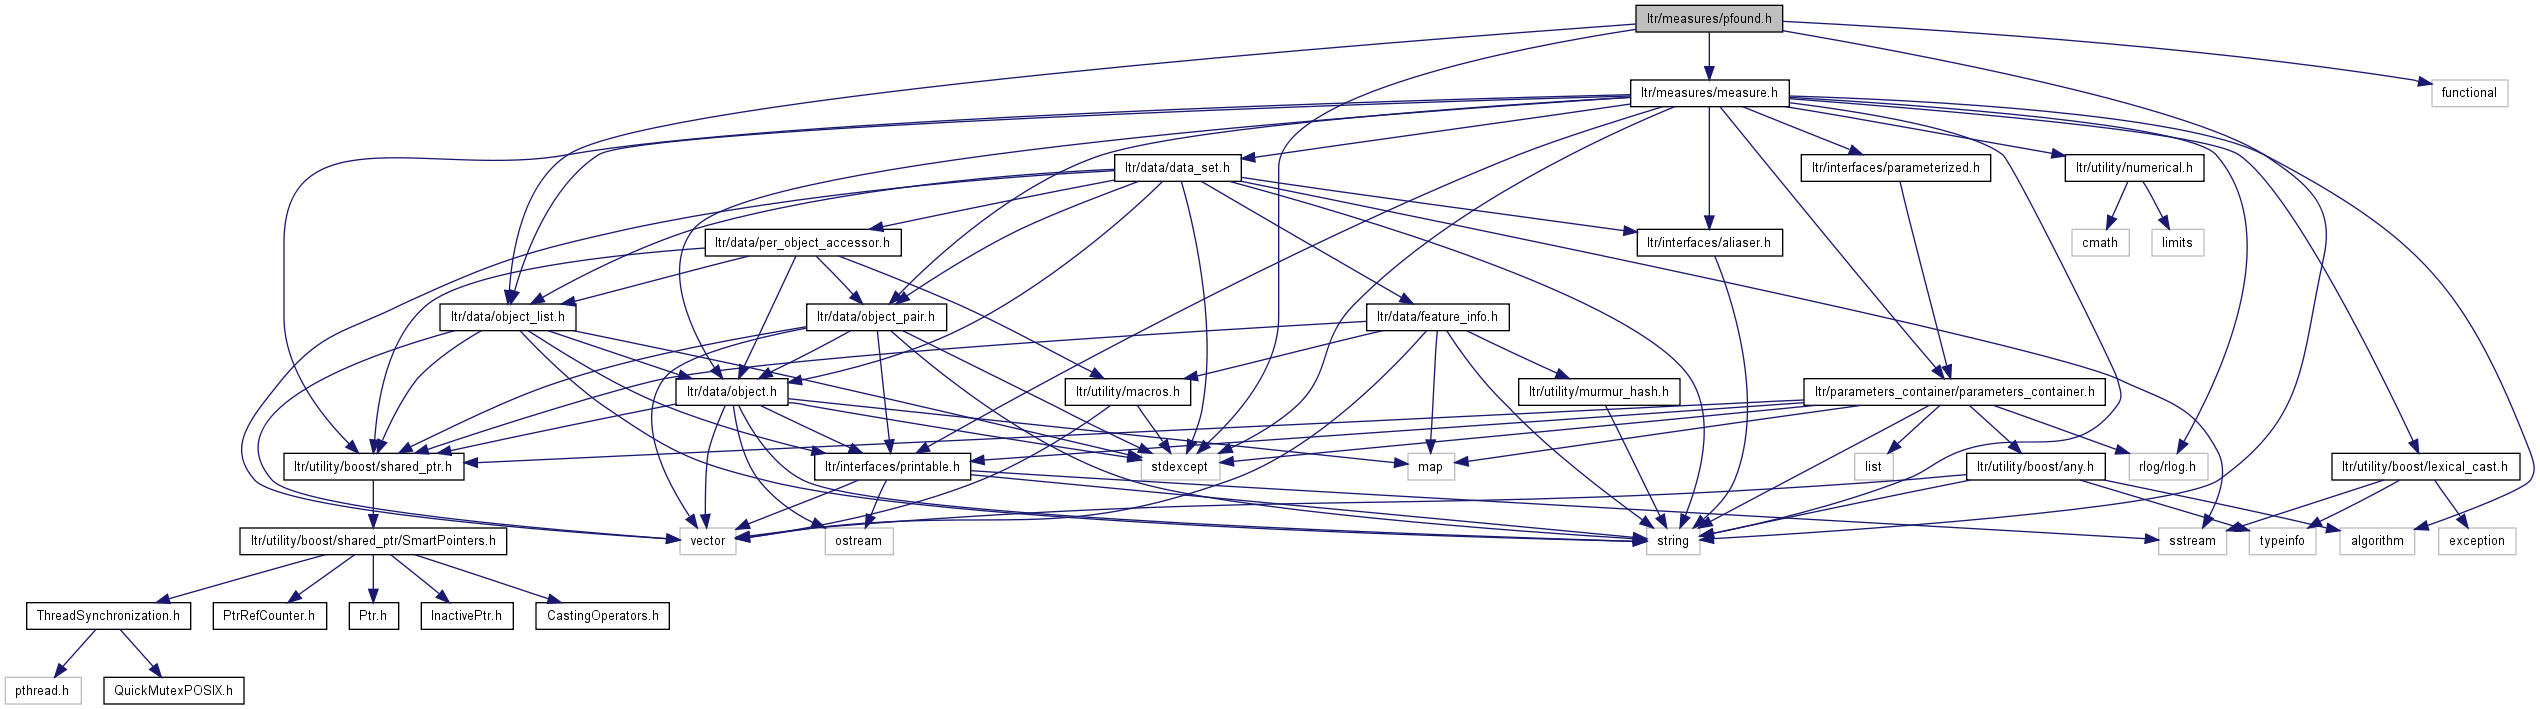 ltr/measures/pfound.h
ltr/measures/measure.h
functional
ltr/data/data_set.h
ltr/interfaces/parameterized.h
ltr/utility/numerical.h
ltr/data/per_object_accessor.h
ltr/interfaces/aliaser.h
cmath
limits
ltr/data/object_list.h
ltr/data/object_pair.h
ltr/data/feature_info.h
ltr/data/object.h
ltr/utility/macros.h
ltr/utility/murmur_hash.h
ltr/parameters_container/parameters_container.h
ltr/utility/boost/shared_ptr.h
ltr/interfaces/printable.h
stdexcept
map
list
ltr/utility/boost/any.h
rlog/rlog.h
ltr/utility/boost/lexical_cast.h
ltr/utility/boost/shared_ptr/SmartPointers.h
vector
ostream
string
sstream
typeinfo
algorithm
exception
ThreadSynchronization.h
PtrRefCounter.h
Ptr.h
InactivePtr.h
CastingOperators.h
pthread.h
QuickMutexPOSIX.h